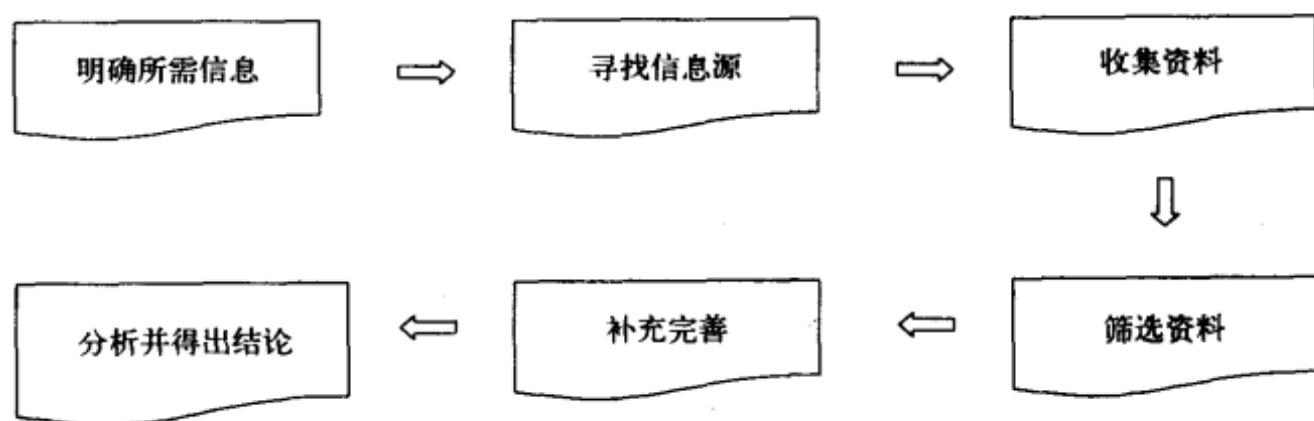 明确所需信息
寻找信息源
收集资料
筛选资料
补充完善
分析并得出结论